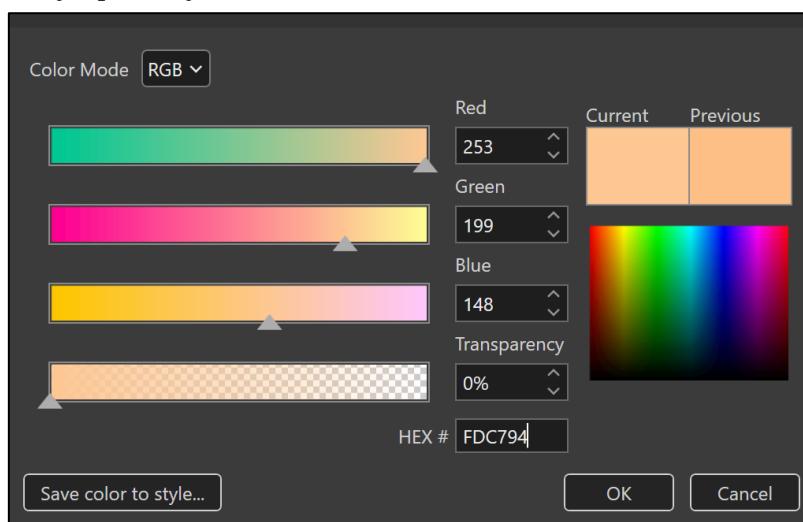 Color Mode RGB
Red
Current Previous
253
Green
199
Blue
148
Transparency
0%
HEX # FDC794
Save color to style... OK Cancel